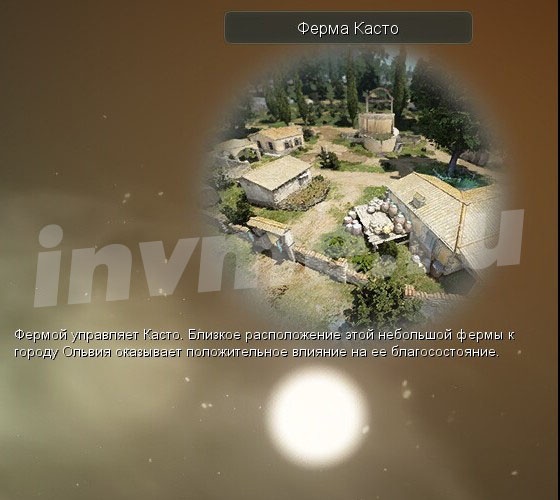 Ферма Касто
Фермой управляет Касто. Близкое расположение этой небольшой фермы к
городу Ольвия оказывает положительное влияние на ее благосостояние.